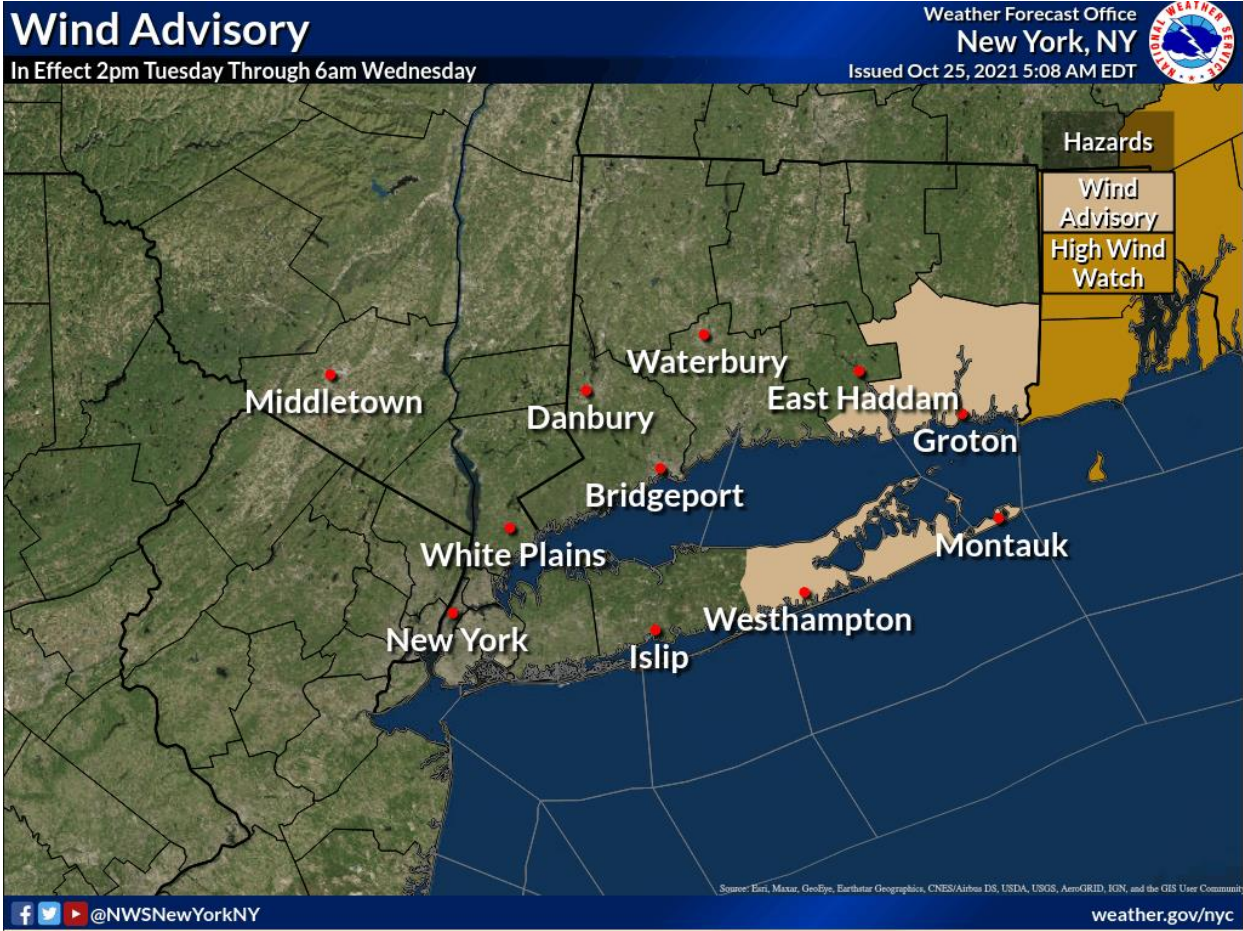 Wind Advisory
In Effect 2pm Tuesday Through 6am Wednesday
Weather Forecast Office
New York, NY
Issued Oct 25, 2021 5:08 AM EDT
NATIONAL WEATHER SERVICE
Hazards
Wind
Advisory
High Wind
Watch
Waterbury
Middletown
Danbury
East Haddam
Groton
Bridgeport
White Plains
Montauk
New York
Westhampton
Islip
Source: Esri, Maxar, GeoEye, Earthstar Geographics, CNES/Airbus DS, USDA, USGS, AeroGRID, IGN, and the GIS User Community
@NWSNewYorkNY
weather.gov/nyc